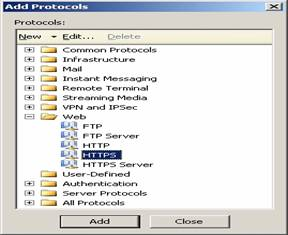 Add Protocols
Protocols:
New Edit... Delete
Common Protocols
Infrastructure
Mail
Instant Messaging
Remote Terminal
Streaming Media
VPN and IPSec
Web
FTP
FTP Server
HTTP
HTTPS
HTTPS Server
User-Defined
Authentication
Server Protocols
All Protocols
Add Close